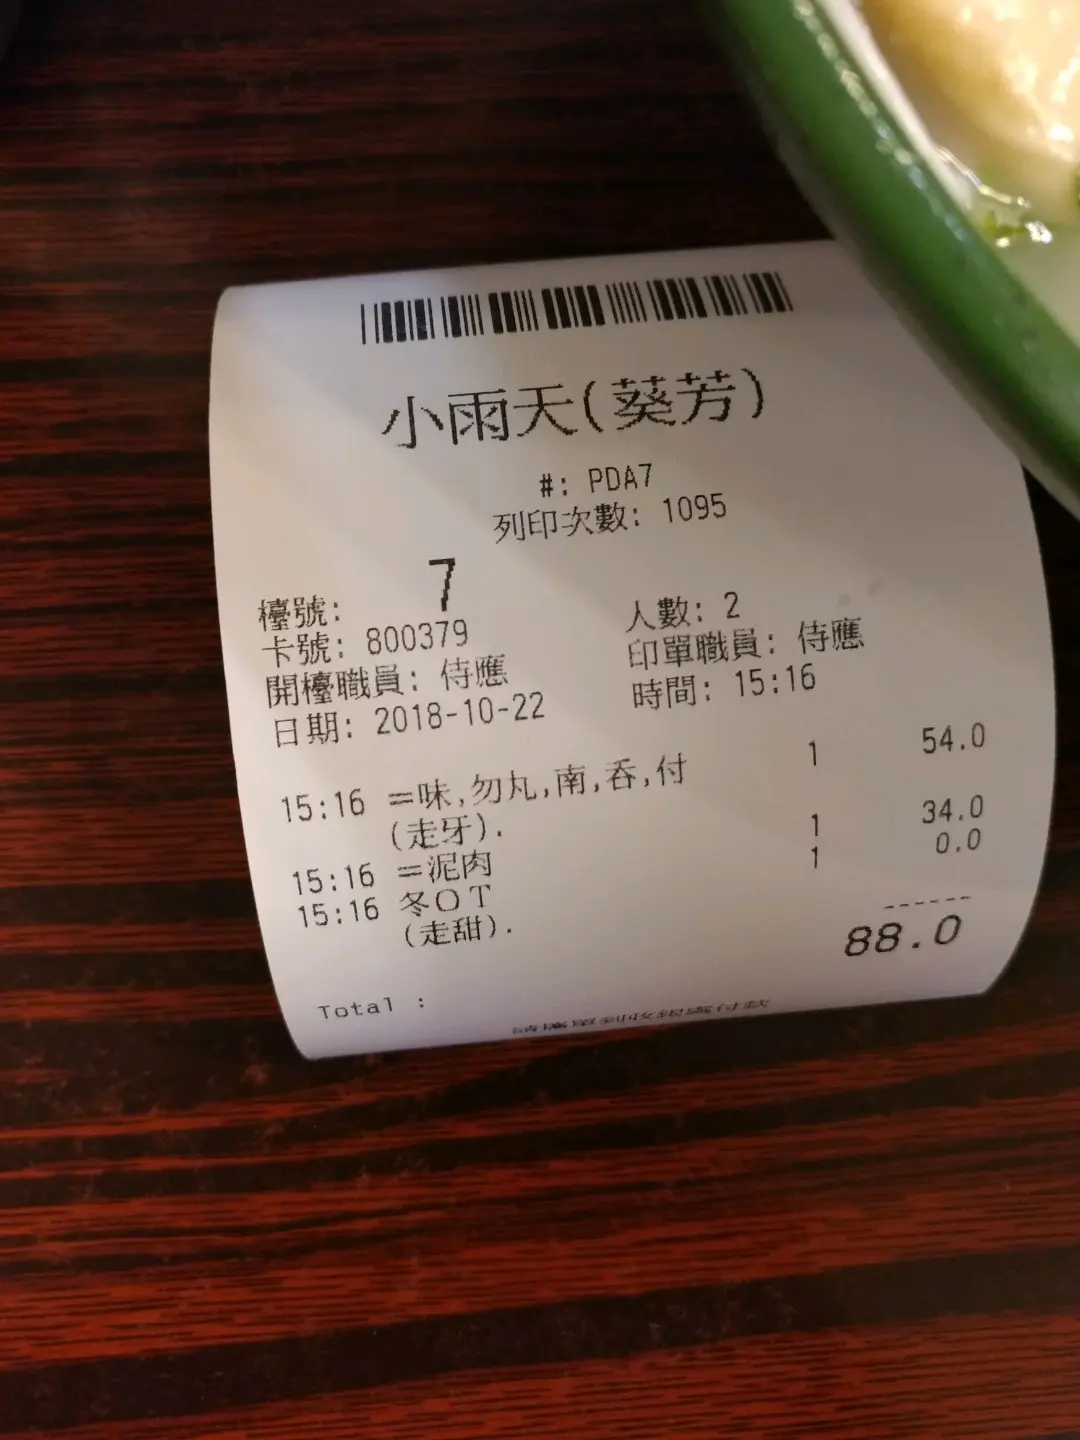 小雨天(葵芳)
#: PDA7
列印次數: 1095
檯號: 7 人數: 2
卡號: 800379 印單職員: 侍應
開檯職員: 侍應 時間: 15:16
日期: 2018-10-22
15:16 =味,勿丸,南,吞,付 1 54.0
(走牙).
15:16 =泥肉 1 34.0
15:16 冬OT 1 0.0
(走甜).
------
Total : 88.0